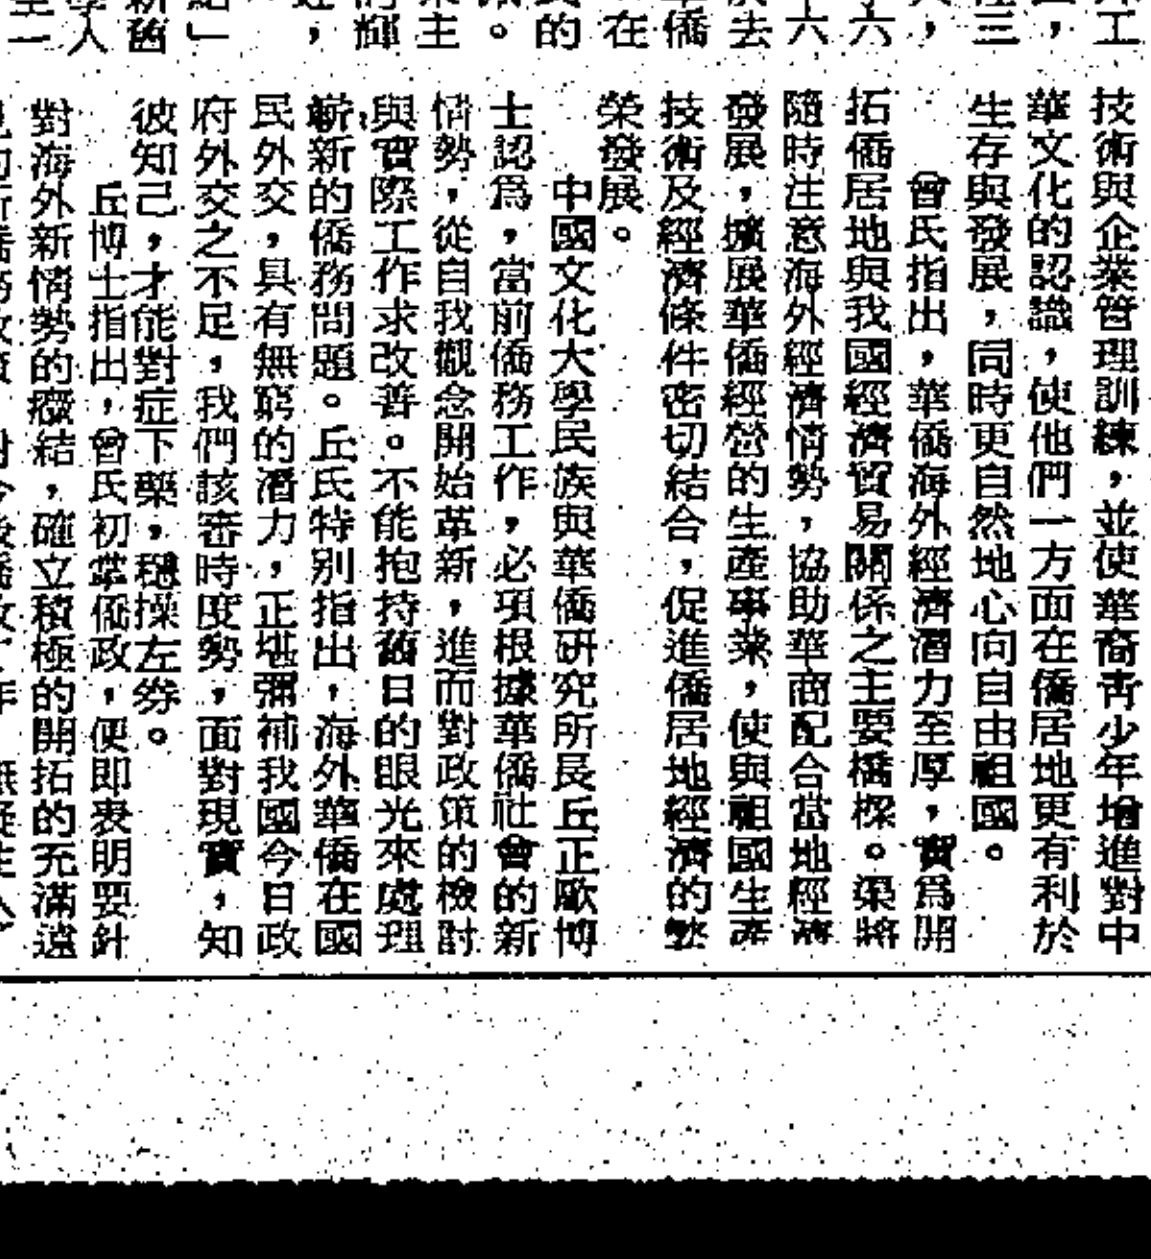 技術與企業管理訓練，並使華裔青少年增進對中
華文化的認識，使他們一方面在僑居地更有利於
生存與發展，同時更自然地心向自由祖國。
曾氏指出，華僑海外經濟潛力至厚，實爲開
拓僑居地與我國經濟貿易關係之主要橋樑。渠將
隨時注意海外經濟情勢，協助華商配合當地經濟
發展，擴展華僑經營的生產事業，使與祖國生產
技術及經濟條件密切結合，促進僑居地經濟的繁
榮發展。
中國文化大學民族與華僑研究所長丘正歐博
士認爲，當前僑務工作，必項根據華僑社會的新
情勢，從自我觀念開始革新，進而對政策的檢討
與實際工作求改善。不能抱持舊日的眼光來處理
嶄新的僑務問題。丘氏特別指出，海外華僑在國
民外交，具有無窮的潛力，正堪彌補我國今日政
府外交之不足，我們該審時度勢，面對現實，知
彼知己，才能對症下藥，穩操左券。
丘博士指出，曾氏初掌僑政，便即表明要針
對海外新情勢的癥結，確立積極的開拓的充滿遠